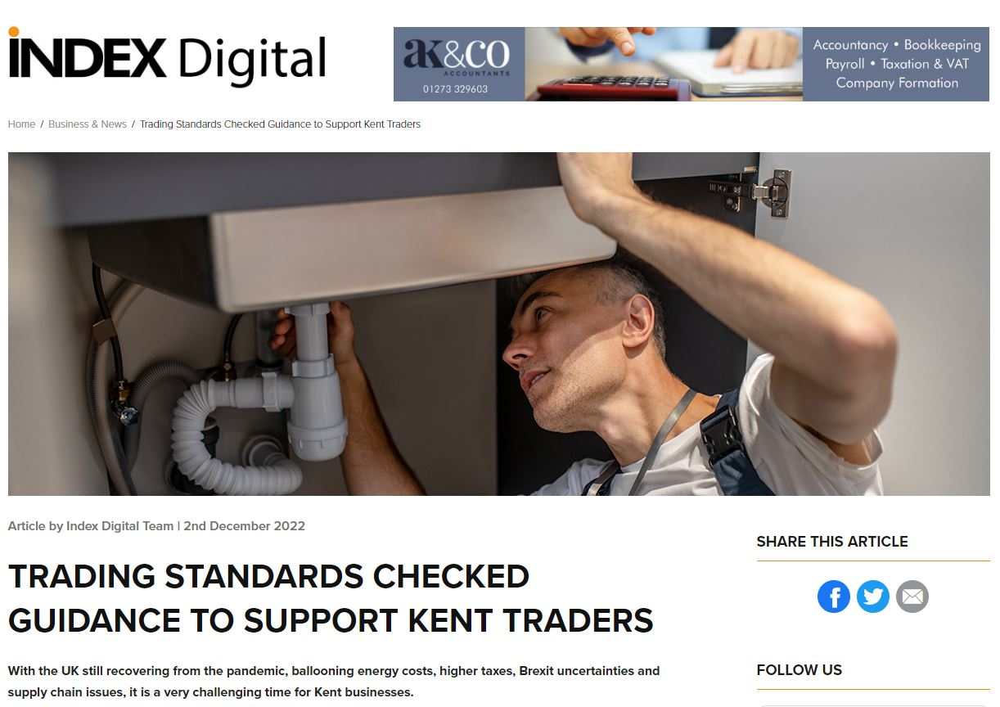 iNDEX Digital
ak&co
ACCOUNTANTS
01273 329603
Accountancy • Bookkeeping
Payroll • Taxation & VAT
Company Formation
Home / Business & News / Trading Standards Checked Guidance to Support Kent Traders
Article by Index Digital Team | 2nd December 2022
TRADING STANDARDS CHECKED
GUIDANCE TO SUPPORT KENT TRADERS
With the UK still recovering from the pandemic, ballooning energy costs, higher taxes, Brexit uncertainties and
supply chain issues, it is a very challenging time for Kent businesses.
SHARE THIS ARTICLE
FOLLOW US